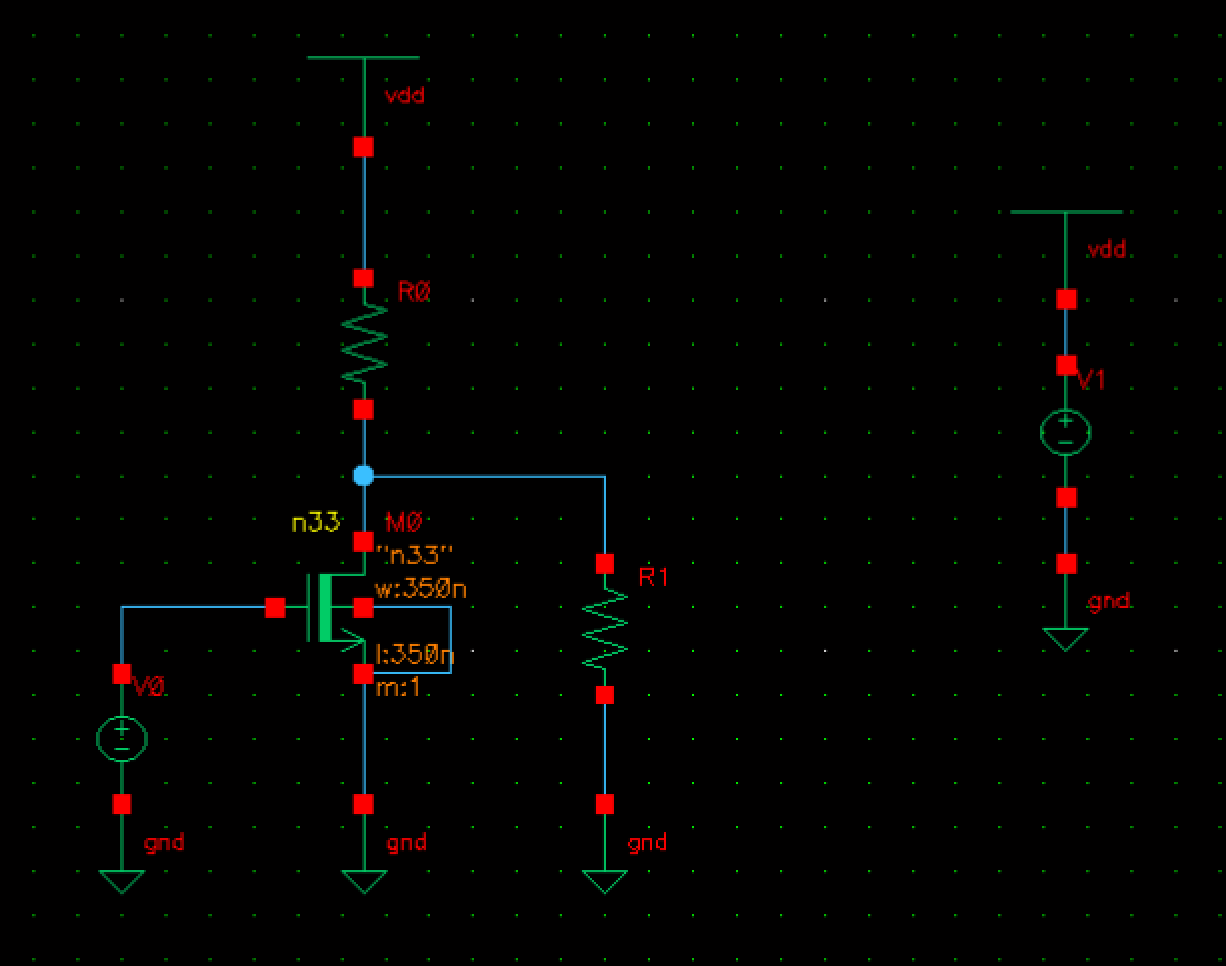 vdd
vdd
R0
V1
n33
M0
"n33"
R1
w:350n
gnd
l:350n
V0
m:1
gnd
gnd
gnd